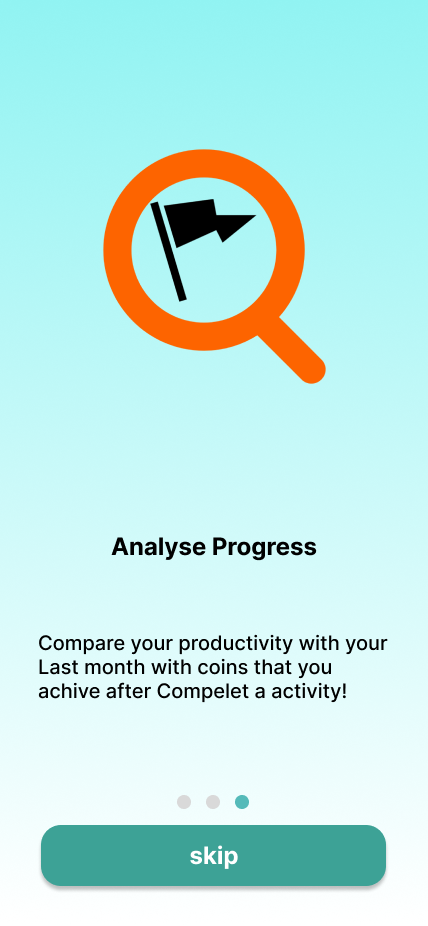 Analyse Progress
Compare your productivity with your
Last month with coins that you
achive after Compelet a activity!
skip